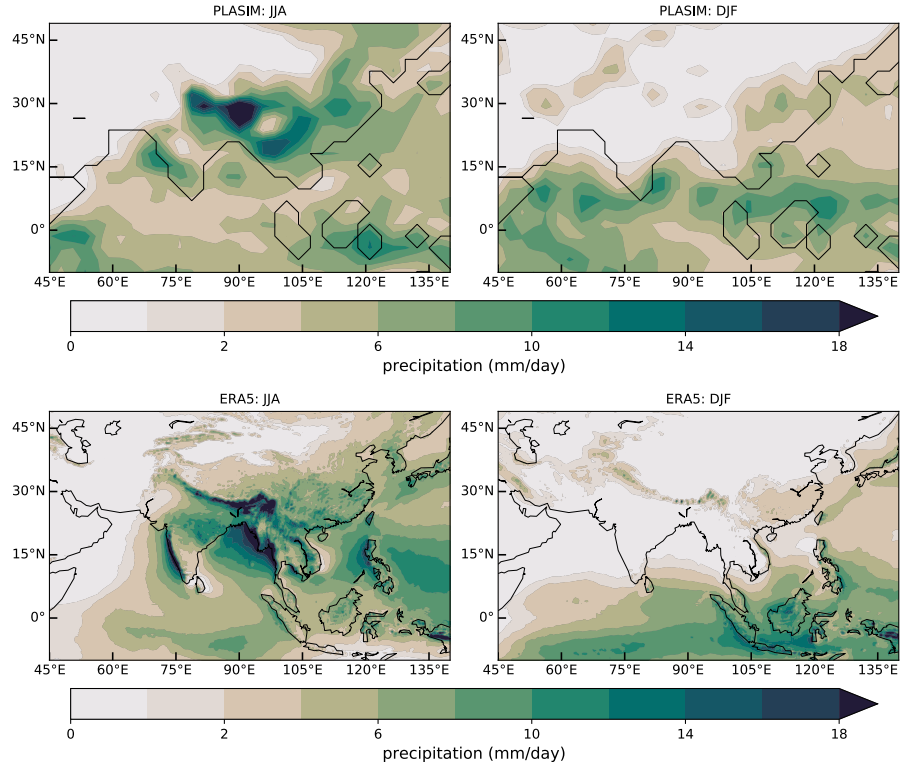 PLASIM: JJA
PLASIM: DJF
45°N
30°N
15°N
0°
45°E 60°E 75°E 90°E 105°E 120°E 135°E
45°N
30°N
15°N
0°
45°E 60°E 75°E 90°E 105°E 120°E 135°E
0 2 6 10 14 18
precipitation (mm/day)
ERA5: JJA
ERA5: DJF
45°N
30°N
15°N
0°
45°E 60°E 75°E 90°E 105°E 120°E 135°E
45°N
30°N
15°N
0°
45°E 60°E 75°E 90°E 105°E 120°E 135°E
0 2 6 10 14 18
precipitation (mm/day)